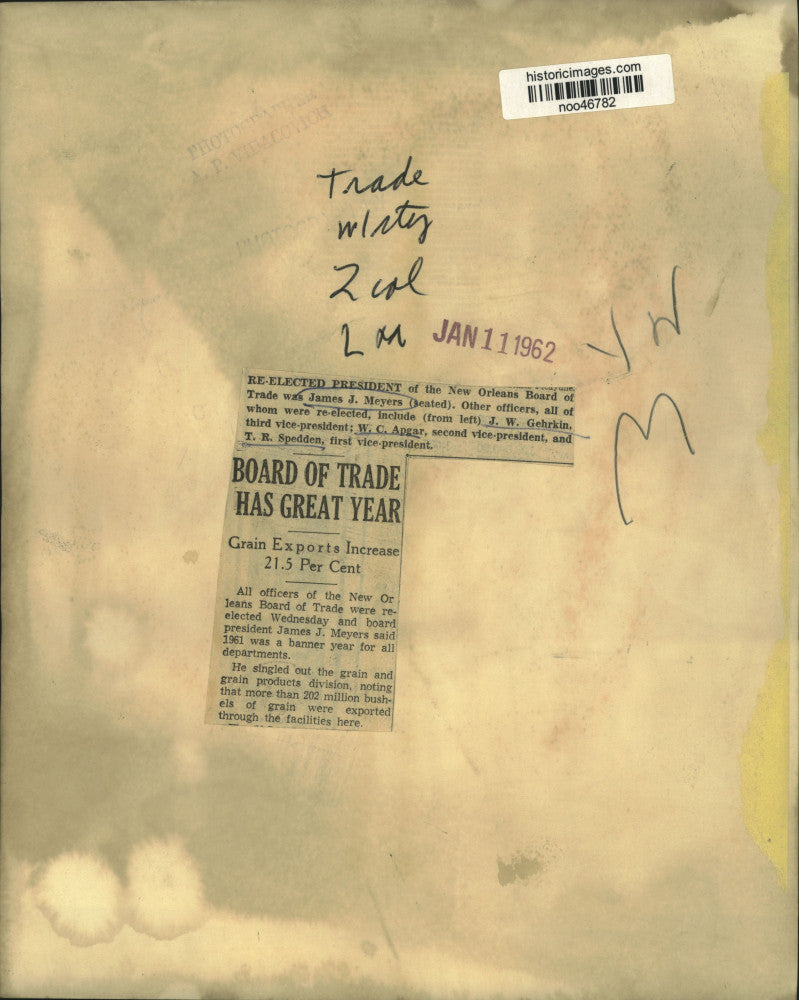 historicimages.com
noo46782
Trade
w/sty
2 col
JAN 11 1962
RE-ELECTED PRESIDENT of the New Orleans Board of
Trade was James J. Meyers (seated). Other officers, all of
whom were re-elected, include (from left) J. W. Gehrkin,
third vice-president; W. C. Apgar, second vice-president, and
T. R. Spedden, first vice-president.
BOARD OF TRADE
HAS GREAT YEAR
Grain Exports Increase
21.5 Per Cent
All officers of the New Or
leans Board of Trade were re-
elected Wednesday and board
president James J. Meyers said
1961 was a banner year for all
departments.
He singled out the grain and
grain products division, noting
that more than 202 million bush-
els of grain were exported
through the facilities here.